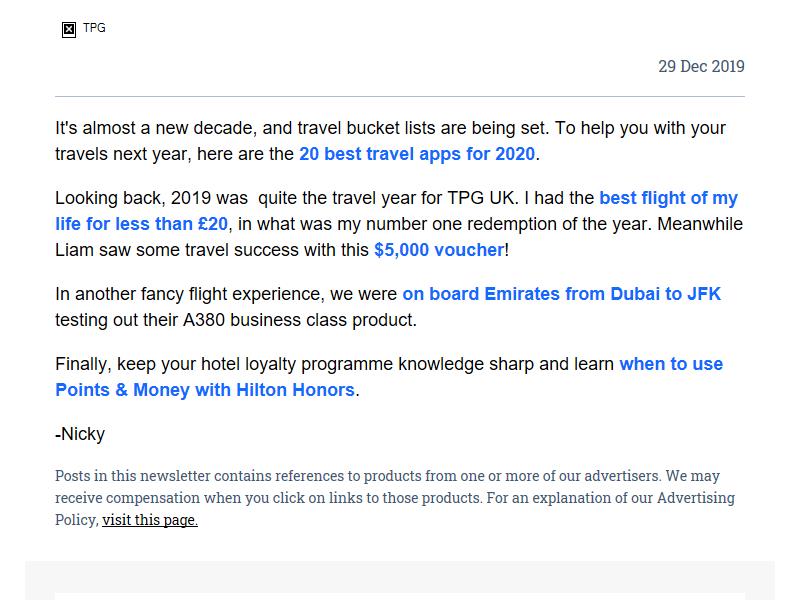 TPG
29 Dec 2019
It's almost a new decade, and travel bucket lists are being set. To help you with your
travels next year, here are the 20 best travel apps for 2020.
Looking back, 2019 was  quite the travel year for TPG UK. I had the best flight of my
life for less than £20, in what was my number one redemption of the year. Meanwhile
Liam saw some travel success with this $5,000 voucher!
In another fancy flight experience, we were on board Emirates from Dubai to JFK
testing out their A380 business class product.
Finally, keep your hotel loyalty programme knowledge sharp and learn when to use
Points & Money with Hilton Honors.
-Nicky
Posts in this newsletter contains references to products from one or more of our advertisers. We may
receive compensation when you click on links to those products. For an explanation of our Advertising
Policy, visit this page.